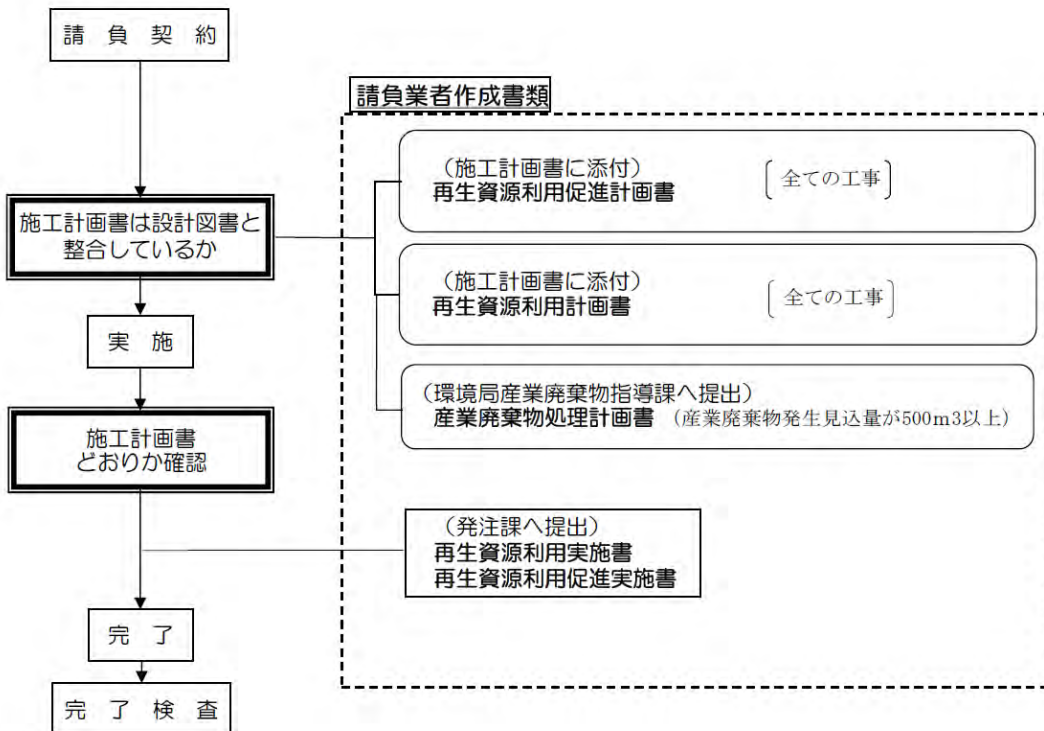 請 負 契 約
請負業者作成書類
（施工計画書に添付）
再生資源利用促進計画書 〔全ての工事〕
施工計画書は設計図書と
整合しているか
（施工計画書に添付）
再生資源利用計画書 〔全ての工事〕
実 施
（環境局産業廃棄物指導課へ提出）
産業廃棄物処理計画書 （産業廃棄物発生見込量が500m3以上）
施工計画書
どおりか確認
（発注課へ提出）
再生資源利用実施書
再生資源利用促進実施書
完 了
完 了 検 査